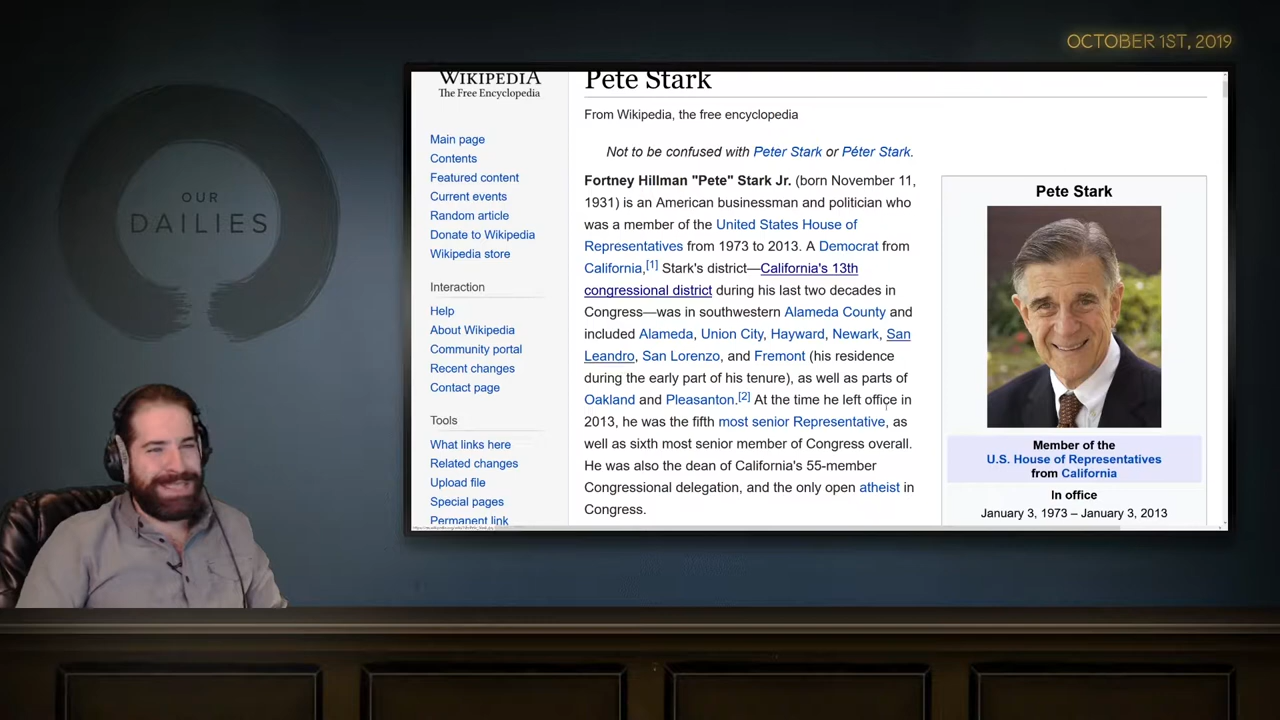 OCTOBER 1ST, 2019
OUR
DAILIES
WIKIPEDIA
The Free Encyclopedia
Main page
Contents
Featured content
Current events
Random article
Donate to Wikipedia
Wikipedia store
Interaction
Help
About Wikipedia
Community portal
Recent changes
Contact page
Tools
What links here
Related changes
Upload file
Special pages
Permanent link
Pete Stark
From Wikipedia, the free encyclopedia
Not to be confused with Peter Stark or Péter Stark.
Fortney Hillman "Pete" Stark Jr. (born November 11,
1931) is an American businessman and politician who
was a member of the United States House of
Representatives from 1973 to 2013. A Democrat from
California,[1] Stark's district—California's 13th
congressional district during his last two decades in
Congress—was in southwestern Alameda County and
included Alameda, Union City, Hayward, Newark, San
Leandro, San Lorenzo, and Fremont (his residence
during the early part of his tenure), as well as parts of
Oakland and Pleasanton.[2] At the time he left office in
2013, he was the fifth most senior Representative, as
well as sixth most senior member of Congress overall.
He was also the dean of California's 55-member
Congressional delegation, and the only open atheist in
Congress.
Pete Stark
Member of the
U.S. House of Representatives
from California
In office
January 3, 1973 – January 3, 2013